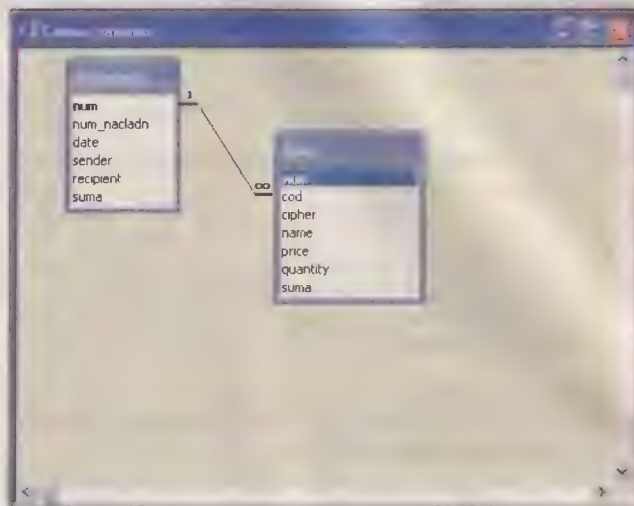 num
num_nacladn
date
sender
recipient
suma
1
∞
cod
cipher
name
price
quantity
suma